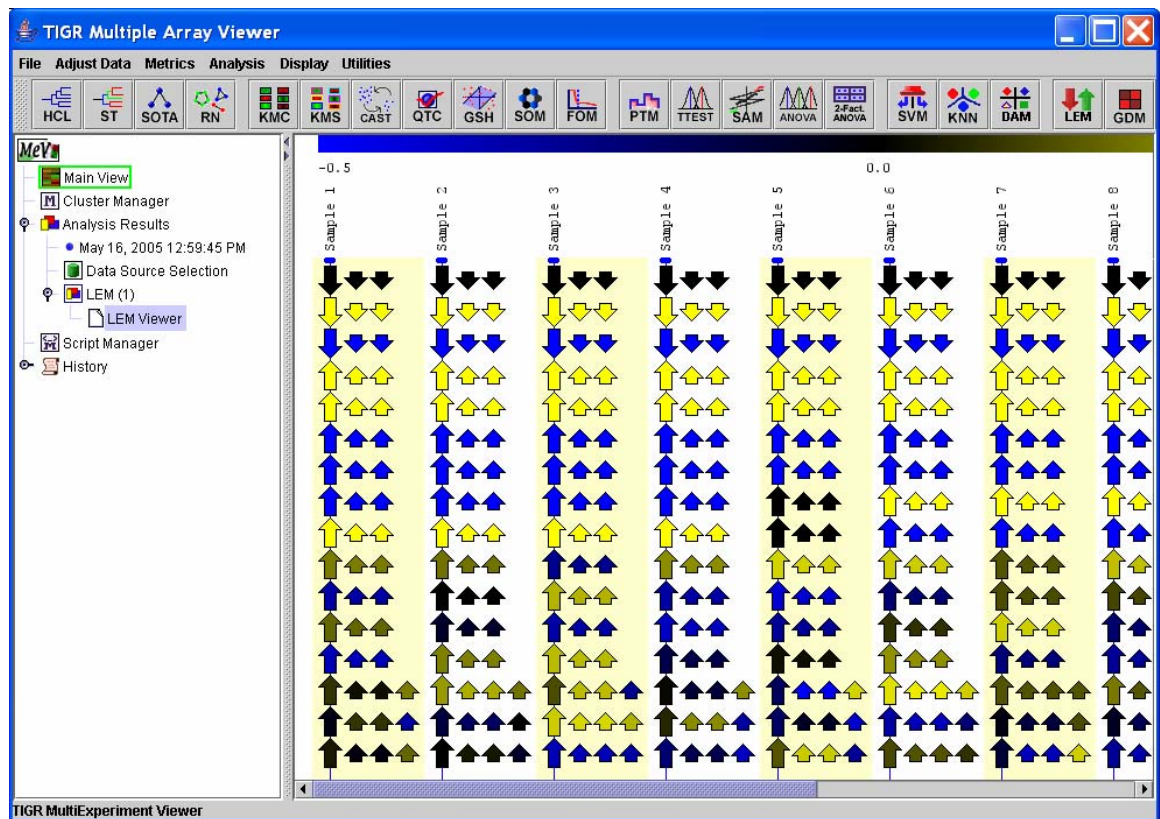 TIGR Multiple Array Viewer
File Adjust Data Metrics Analysis Display Utilities
HCL ST SOTA RN KMC KMS CAST QTC GSH SOM FOM PTM TTEST SAM ANOVA 2-Fact. ANOVA SVM KNN DAM LEM GDM
MeV
Main View
M Cluster Manager
Analysis Results
May 16, 2005 12:59:45 PM
Data Source Selection
LEM (1)
LEM Viewer
Script Manager
History
-0.5 0.0
Sample 1
Sample 2
Sample 3
Sample 4
Sample 5
Sample 6
Sample 7
Sample 8
TIGR MultiExperiment Viewer